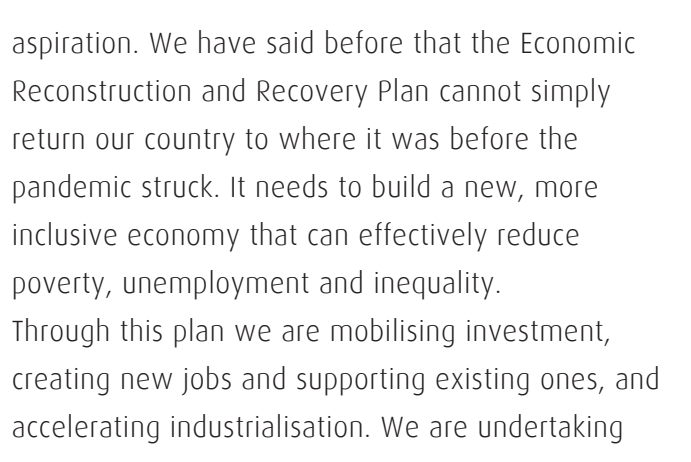 aspiration. We have said before that the Economic
Reconstruction and Recovery Plan cannot simply
return our country to where it was before the
pandemic struck. It needs to build a new, more
inclusive economy that can effectively reduce
poverty, unemployment and inequality.
Through this plan we are mobilising investment,
creating new jobs and supporting existing ones, and
accelerating industrialisation. We are undertaking